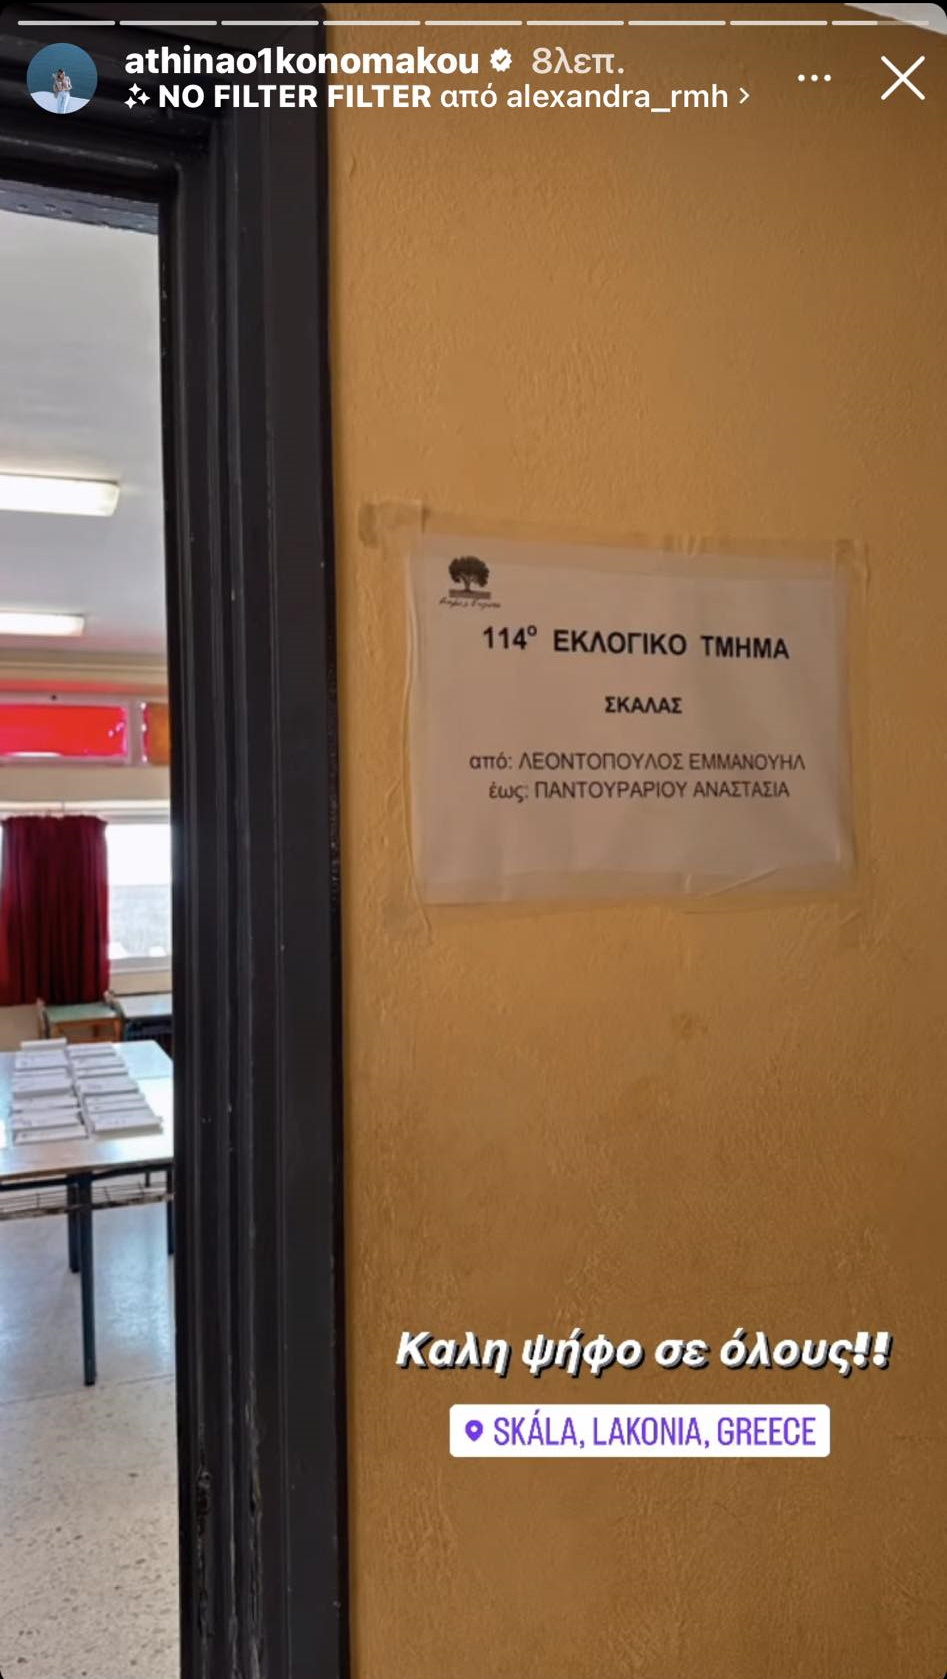 athinao1konomakou 8λεπ.
NO FILTER FILTER από alexandra_rmh
114ο ΕΚΛΟΓΙΚΟ ΤΜΗΜΑ
ΣΚΑΛΑΣ
από: ΛΕΟΝΤΟΠΟΥΛΟΣ ΕΜΜΑΝΟΥΗΛ
έως: ΠΑΝΤΟΥΡΑΡΙΟΥ ΑΝΑΣΤΑΣΙΑ
Καλη ψήφο σε όλους!!
SKÁLA, LAKONIA, GREECE